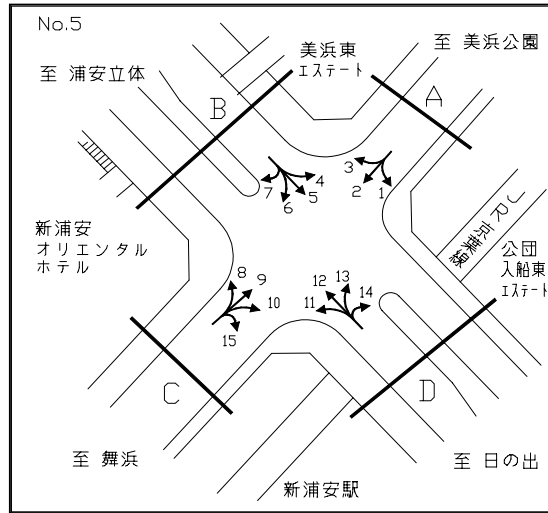 No.5
美浜東
エステート
至 美浜公園
至 浦安立体
B
A
3
2
1
7
6
5
4
JR京葉線
新浦安
オリエンタル
ホテル
公団
入船東
エステート
8
9
10
15
12
13
11
14
C
D
至 舞浜
至 日の出
新浦安駅